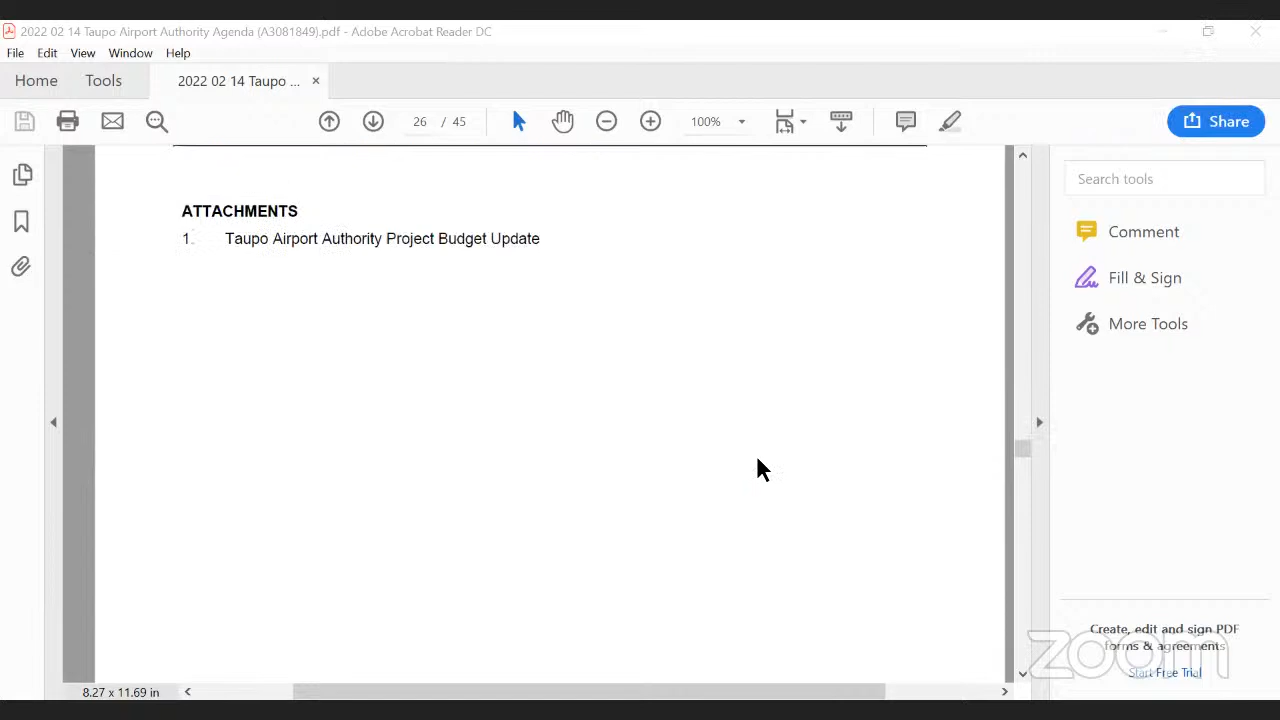 2022 02 14 Taupo Airport Authority Agenda (A3081849).pdf - Adobe Acrobat Reader DC
File Edit View Window Help
Home Tools 2022 02 14 Taupo ... ×
26 / 45 100% Share
ATTACHMENTS
1. Taupo Airport Authority Project Budget Update
Search tools
Comment
Fill & Sign
More Tools
Create, edit and sign PDF
forms & agreements
Start Free Trial
zoom
8.27 x 11.69 in